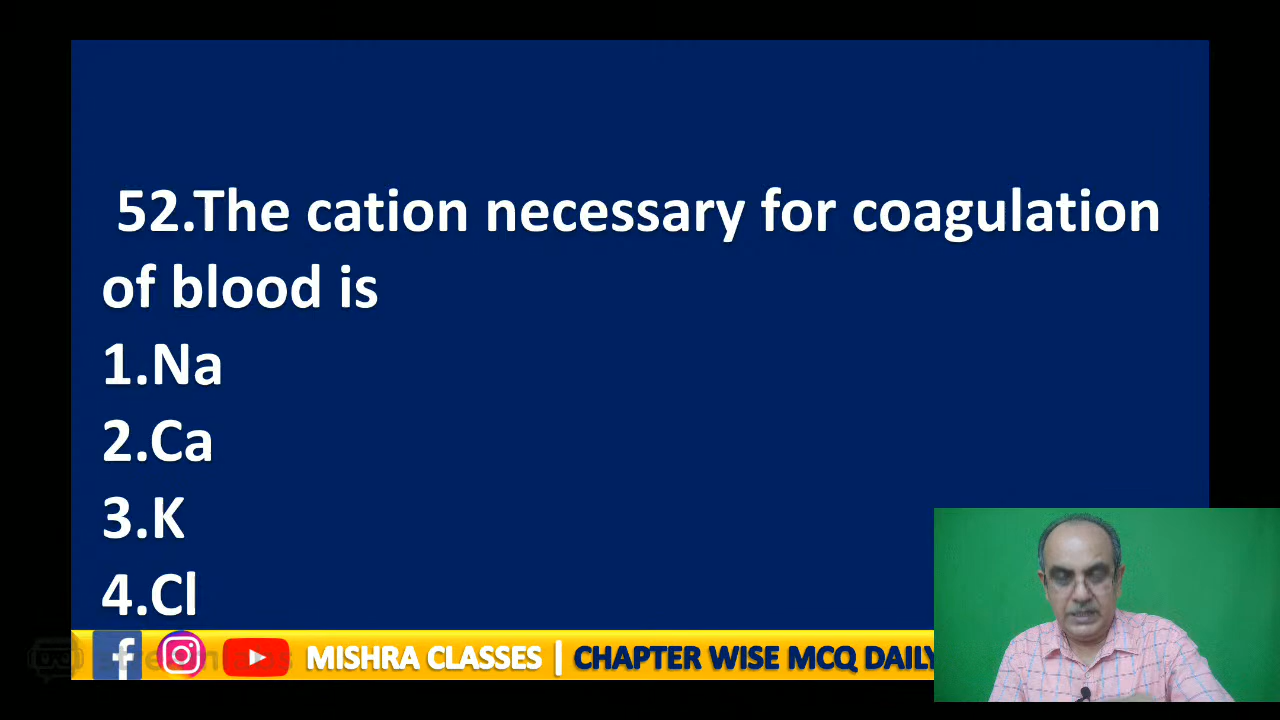 52.The cation necessary for coagulation
of blood is
1.Na
2.Ca
3.K
4.Cl
MISHRA CLASSES | CHAPTER WISE MCQ DAILY